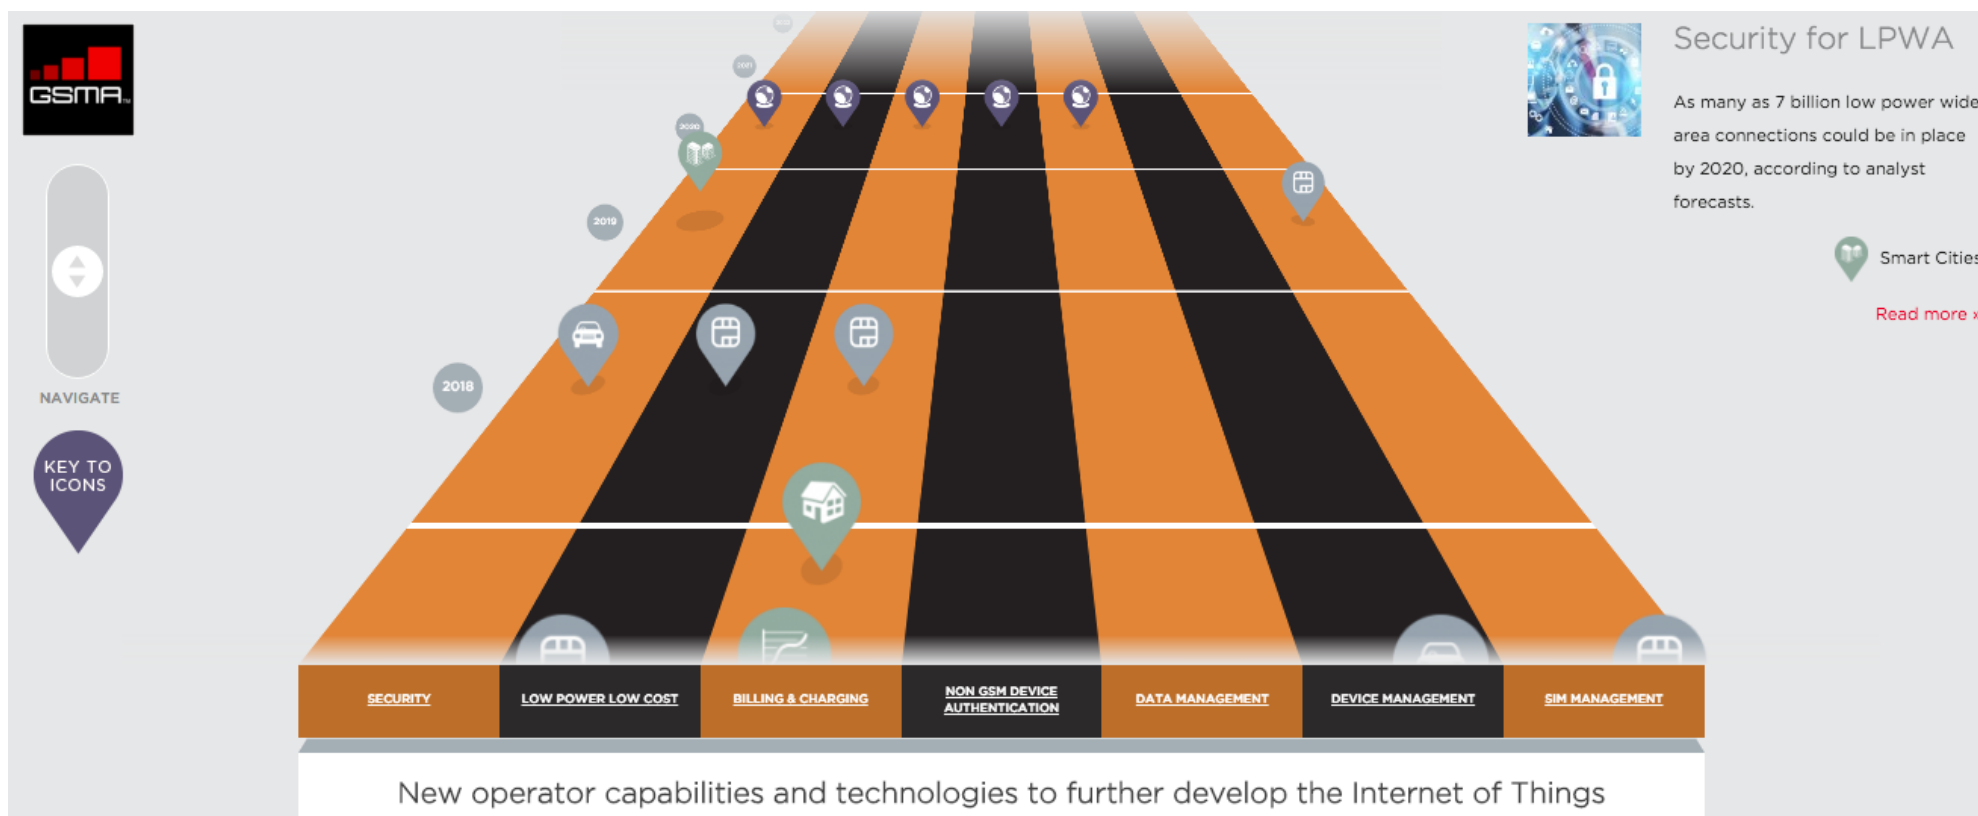 GSMA
NAVIGATE
KEY TO
ICONS
2021
2020
2019
2018
SECURITY
LOW POWER LOW COST
BILLING & CHARGING
NON GSM DEVICE
AUTHENTICATION
DATA MANAGEMENT
DEVICE MANAGEMENT
SIM MANAGEMENT
New operator capabilities and technologies to further develop the Internet of Things
Security for LPWA
As many as 7 billion low power wide
area connections could be in place
by 2020, according to analyst
forecasts.
Smart Cities
Read more »